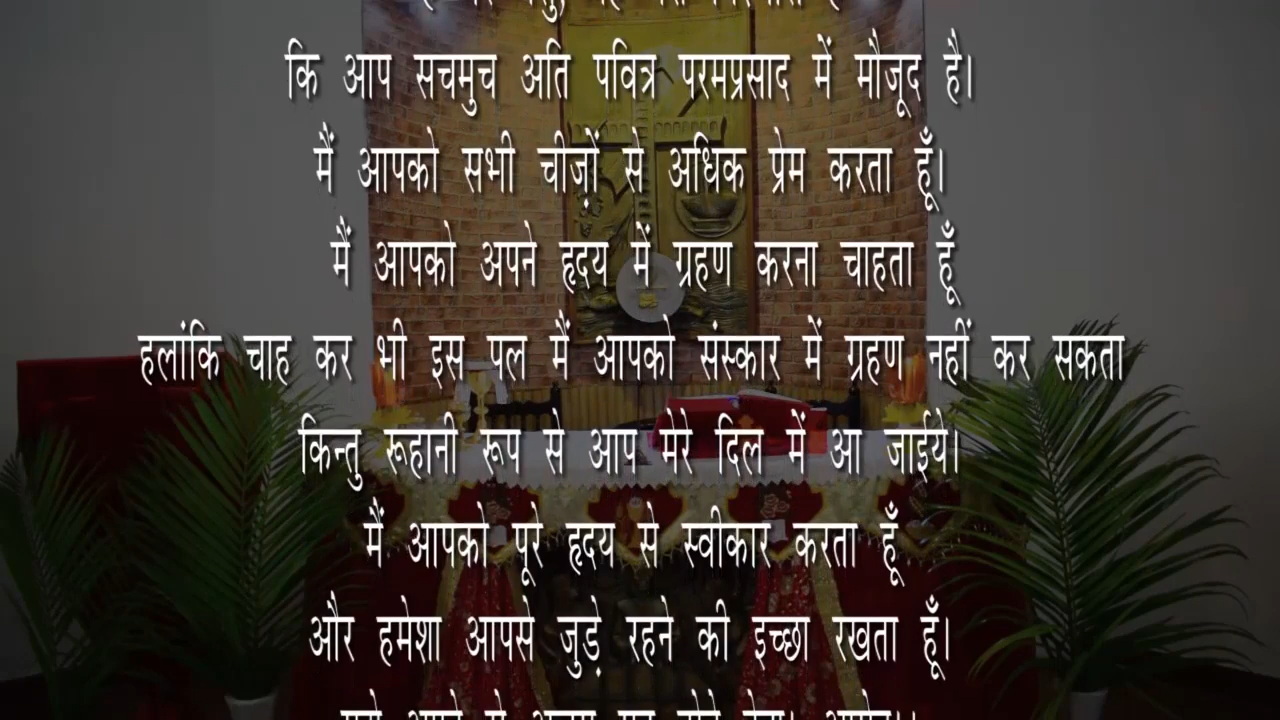 कि आप सचमुच अति पवित्र परमप्रसाद में मौजूद है।
मैं आपको सभी चीज़ों से अधिक प्रेम करता हूँ।
मैं आपको अपने हृदय में ग्रहण करना चाहता हूँ
हलांकि चाह कर भी इस पल मैं आपको संस्कार में ग्रहण नहीं कर सकता
किन्तु रूहानी रूप से आप मेरे दिल में आ जाईये।
मैं आपको पूरे हृदय से स्वीकार करता हूँ
और हमेशा आपसे जुड़े रहने की इच्छा रखता हूँ।